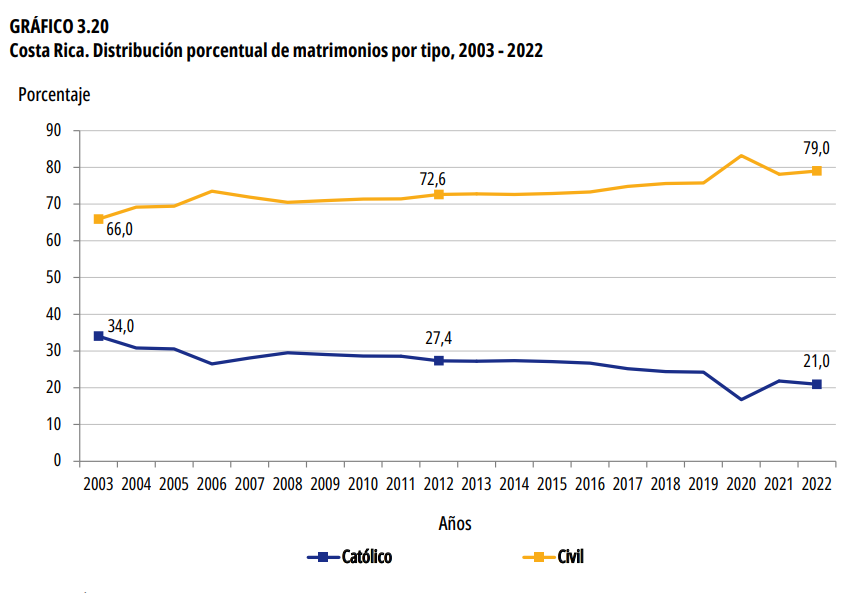 GRÁFICO 3.20
Costa Rica. Distribución porcentual de matrimonios por tipo, 2003 - 2022
Porcentaje
90
80
70
60
50
40
30
20
10
0
79,0
72,6
66,0
34,0
27,4
21,0
2003 2004 2005 2006 2007 2008 2009 2010 2011 2012 2013 2014 2015 2016 2017 2018 2019 2020 2021 2022
Años
Católico Civil